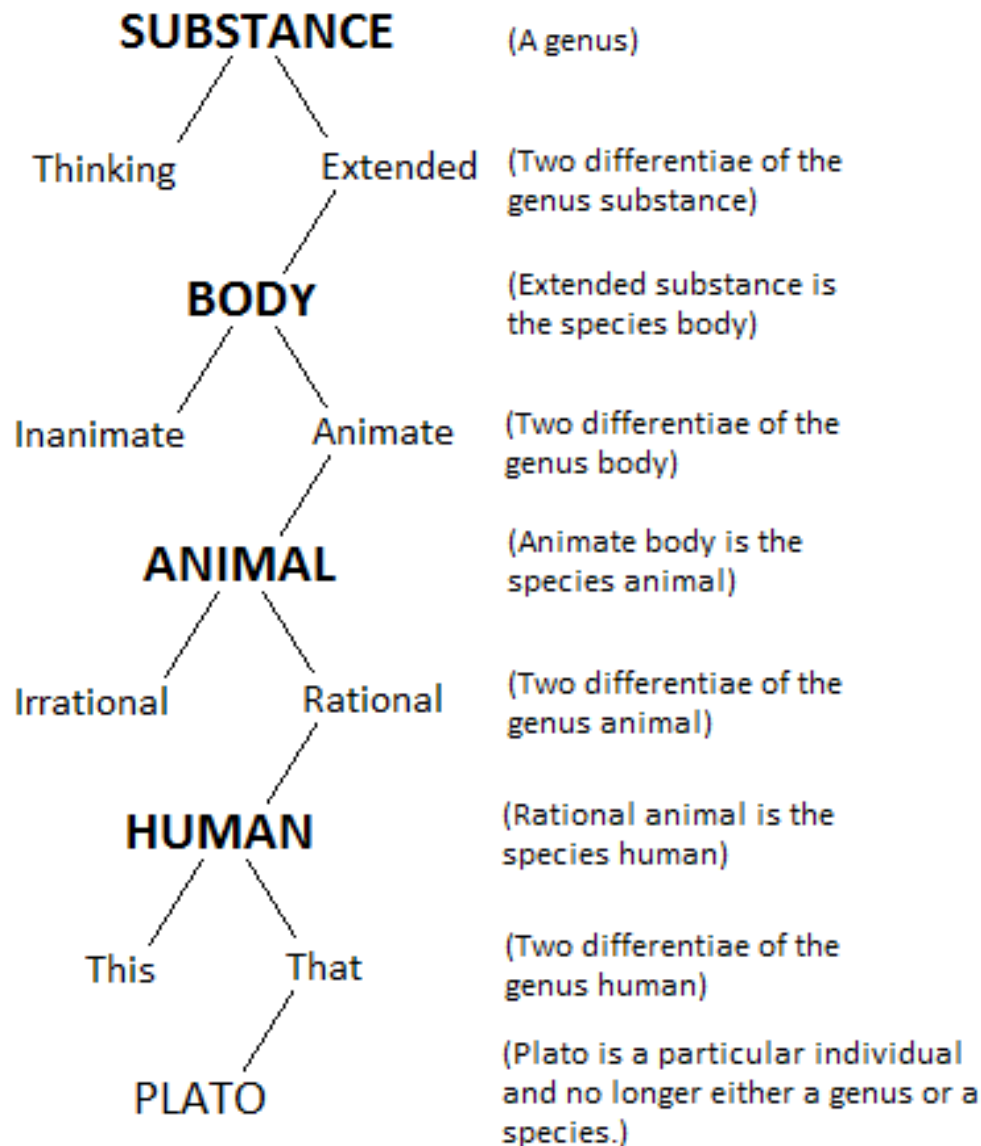 SUBSTANCE
(A genus)
Thinking
Extended
(Two differentiae of the
genus substance)
BODY
(Extended substance is
the species body)
Inanimate
Animate
(Two differentiae of the
genus body)
ANIMAL
(Animate body is the
species animal)
Irrational
Rational
(Two differentiae of the
genus animal)
HUMAN
(Rational animal is the
species human)
This
That
(Two differentiae of the
genus human)
PLATO
(Plato is a particular individual
and no longer either a genus or a
species.)